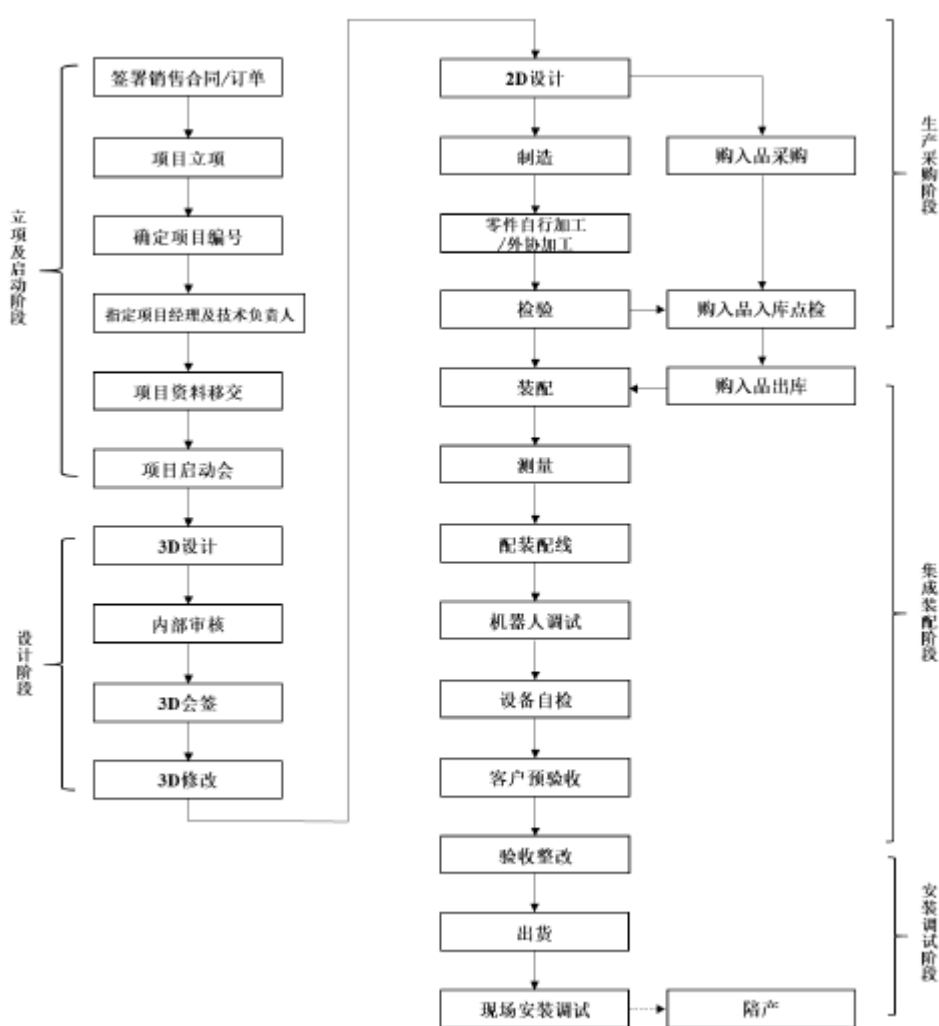 立项及启动阶段
签署销售合同/订单
项目立项
确定项目编号
指定项目经理及技术负责人
项目资料移交
项目启动会
设计阶段
3D设计
内部审核
3D会签
3D修改
2D设计
制造
零件自行加工
/外协加工
检验
购入品采购
购入品入库点检
生产采购阶段
装配
购入品出库
测量
配装配线
机器人调试
设备自检
客户预验收
集成装配阶段
验收整改
出货
现场安装调试
陪产
安装调试阶段